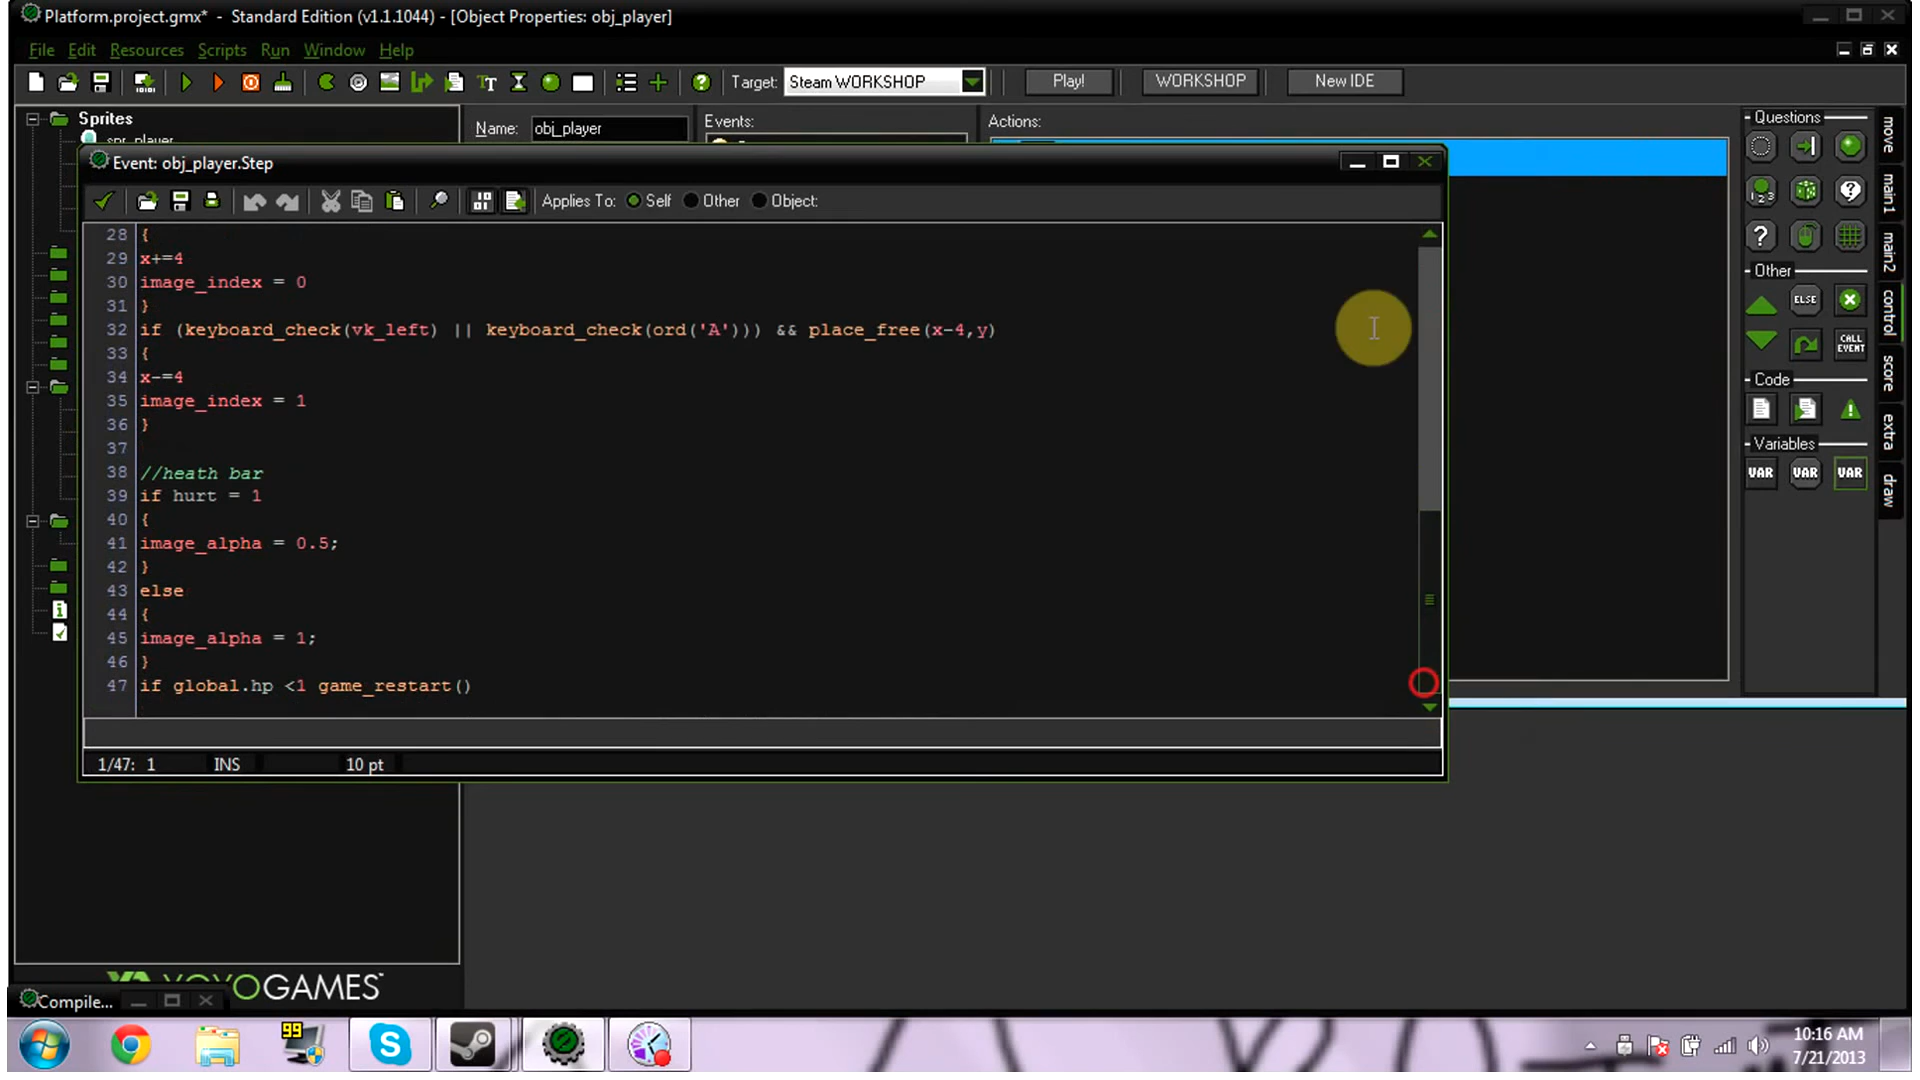 Platform.project.gmx* - Standard Edition (v1.1.1044) - [Object Properties: obj_player]
File Edit Resources Scripts Run Window Help
Target: Steam WORKSHOP Play! WORKSHOP New IDE
Sprites
spr_player
Name: obj_player
Events:
Actions:
Event: obj_player.Step
Applies To: Self Other Object:
28 {
29 x+=4
30 image_index = 0
31 }
32 if (keyboard_check(vk_left) || keyboard_check(ord('A'))) && place_free(x-4,y)
33 {
34 x-=4
35 image_index = 1
36 }
37
38 //heath bar
39 if hurt = 1
40 {
41 image_alpha = 0.5;
42 }
43 else
44 {
45 image_alpha = 1;
46 }
47 if global.hp <1 game_restart()
1/47: 1 INS 10 pt
Questions
Other
ELSE
CALL EVENT
Code
Variables
VAR VAR VAR
move
main1
main2
control
score
extra
draw
YOYOGAMES
Compile...
99
10:16 AM
7/21/2013